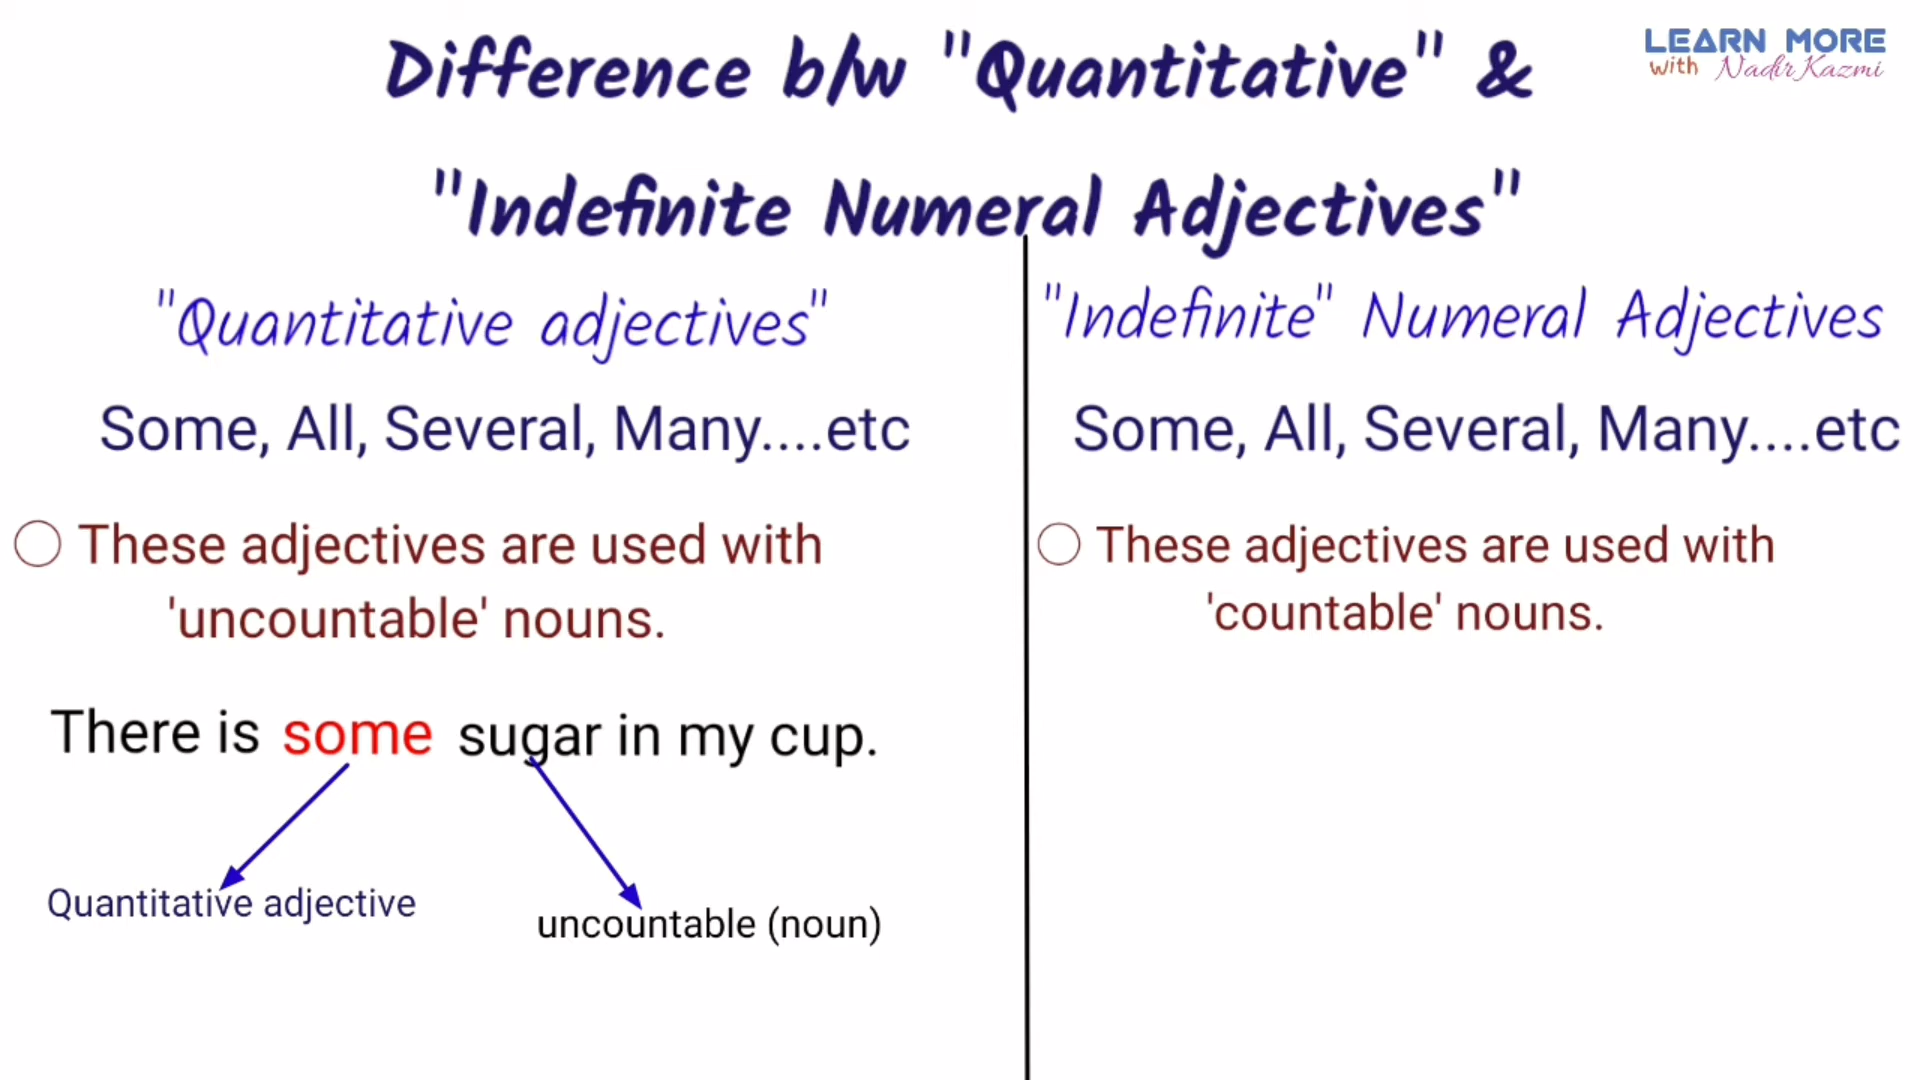 Difference b/w "Quantitative" &
"Indefinite Numeral Adjectives"
LEARN MORE
with Nadir Kazmi
"Quantitative adjectives"
Some, All, Several, Many....etc
These adjectives are used with
'uncountable' nouns.
There is some sugar in my cup.
Quantitative adjective
uncountable (noun)
"Indefinite" Numeral Adjectives
Some, All, Several, Many....etc
These adjectives are used with
'countable' nouns.